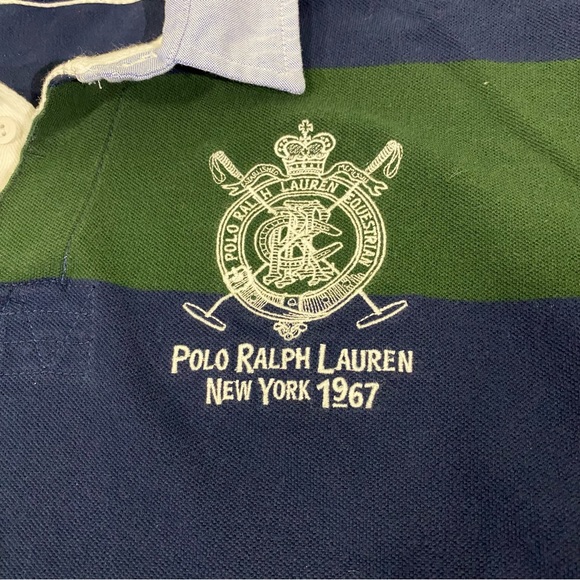 POLO RALPH LAUREN EQUESTRIAN
POLO RALPH LAUREN
NEW YORK 1967